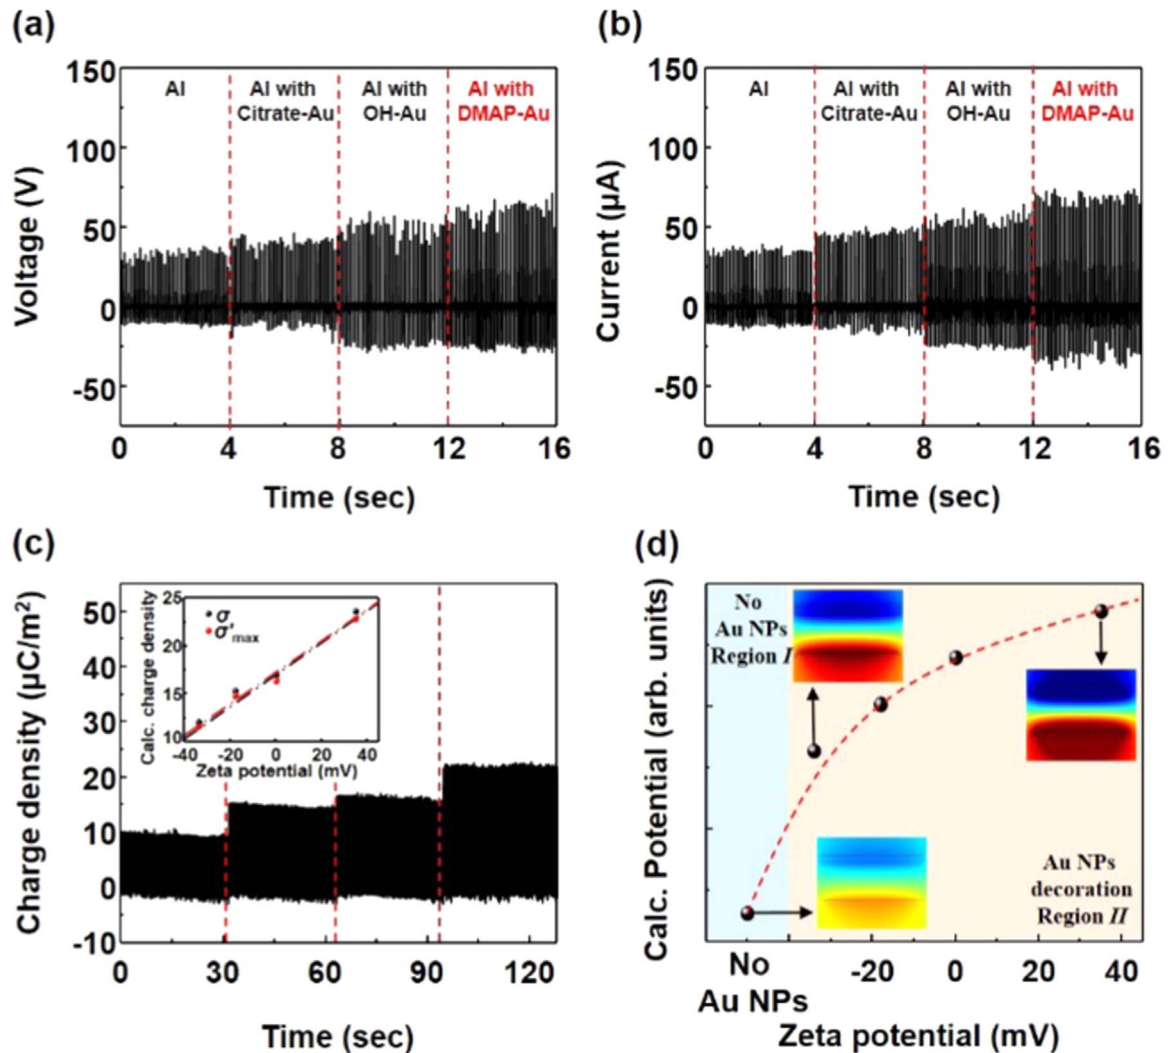 (a)
150
100
50
0
-50
Voltage (V)
Al
Al with
Citrate-Au
Al with
OH-Au
Al with
DMAP-Au
0 4 8 12 16
Time (sec)
(b)
150
100
50
0
-50
Current (µA)
Al
Al with
Citrate-Au
Al with
OH-Au
Al with
DMAP-Au
0 4 8 12 16
Time (sec)
(c)
50
40
30
20
10
0
-10
Charge density (µC/m²)
25
20
15
10
Calc. charge density
σ
σ'max
-40 -20 0 20 40
Zeta potential (mV)
0 30 60 90 120
Time (sec)
(d)
Calc. Potential (arb. units)
No
Au NPs
Region I
Au NPs
decoration
Region II
No
Au NPs
-20 0 20 40
Zeta potential (mV)